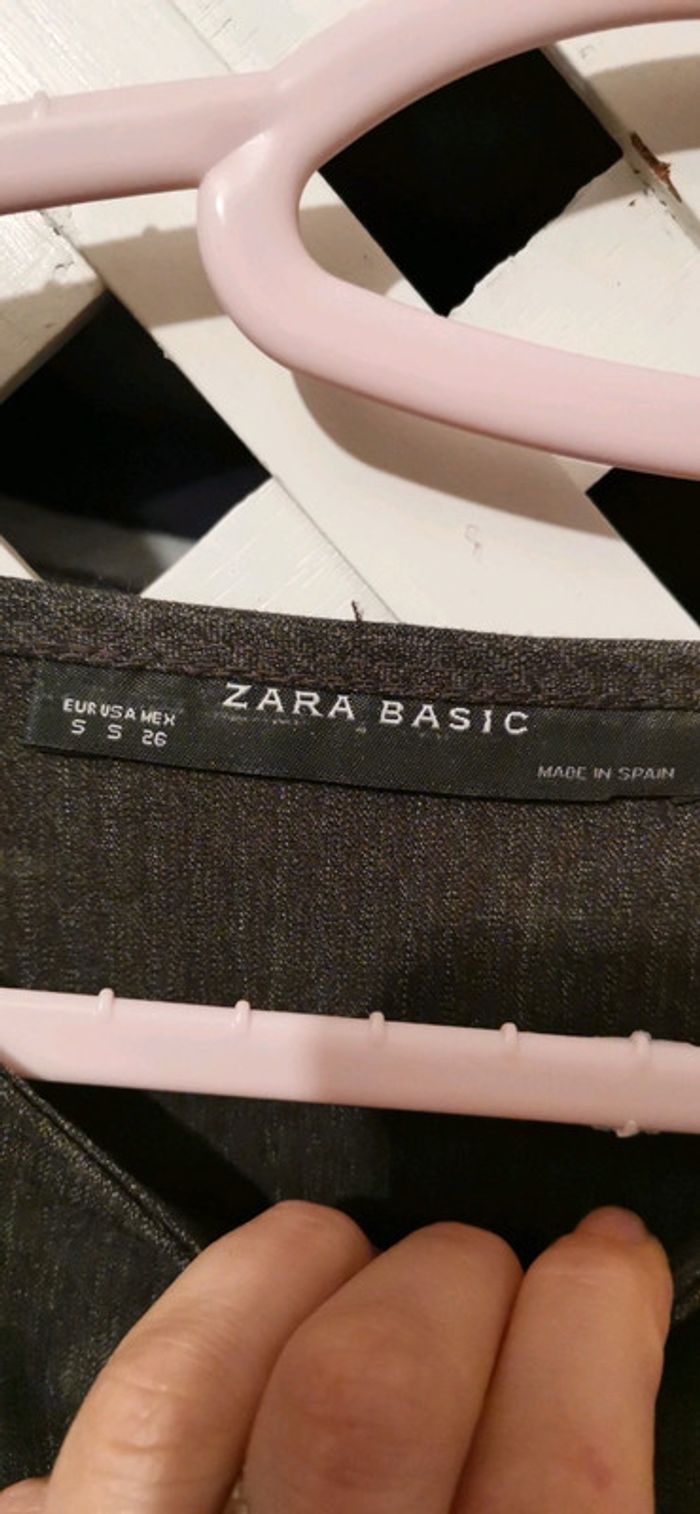 ZARA BASIC
EUR USA MEX
S S 26
MADE IN SPAIN